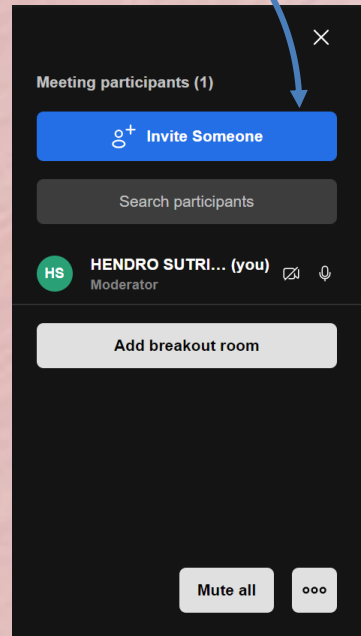 Meeting participants (1)
Invite Someone
Search participants
HS
HENDRO SUTRI... (you)
Moderator
Add breakout room
Mute all